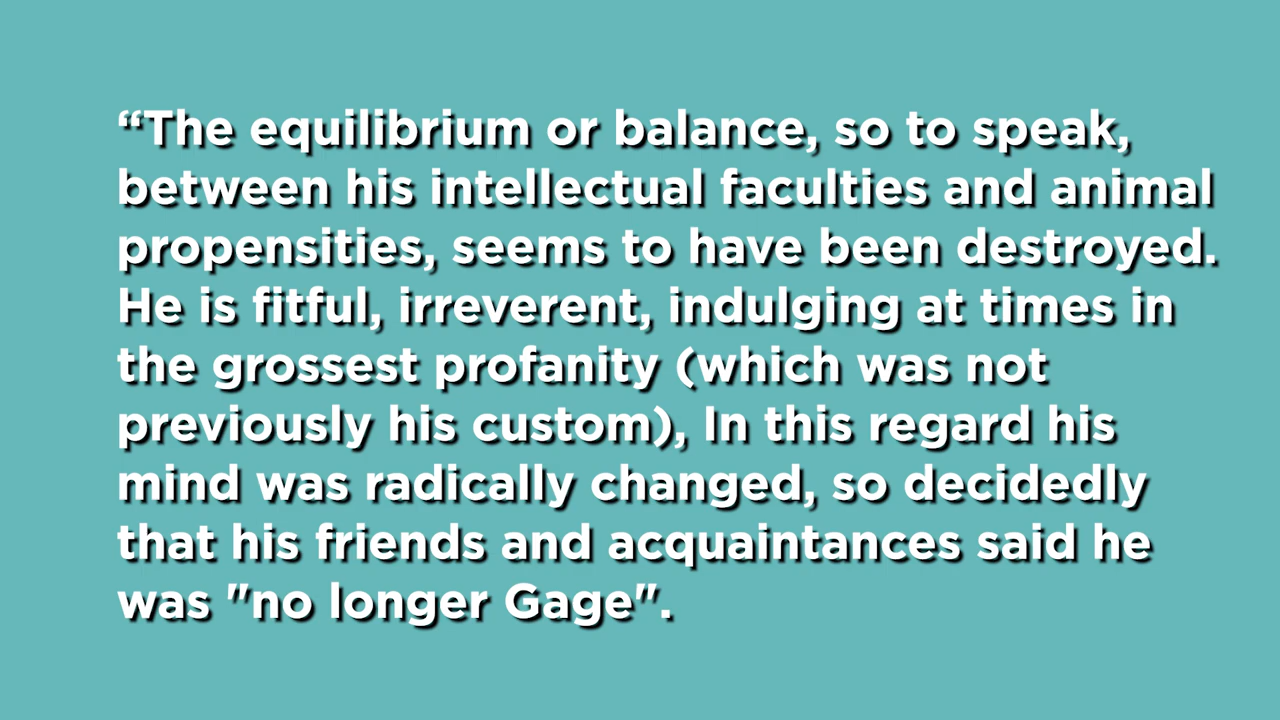 “The equilibrium or balance, so to speak,
between his intellectual faculties and animal
propensities, seems to have been destroyed.
He is fitful, irreverent, indulging at times in
the grossest profanity (which was not
previously his custom), In this regard his
mind was radically changed, so decidedly
that his friends and acquaintances said he
was "no longer Gage".